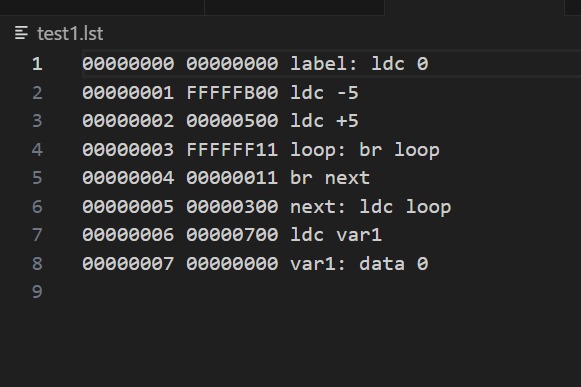 test1.lst
1 00000000 00000000 label: ldc 0
2 00000001 FFFFFB00 ldc -5
3 00000002 00000500 ldc +5
4 00000003 FFFFFF11 loop: br loop
5 00000004 00000011 br next
6 00000005 00000300 next: ldc loop
7 00000006 00000700 ldc var1
8 00000007 00000000 var1: data 0
9